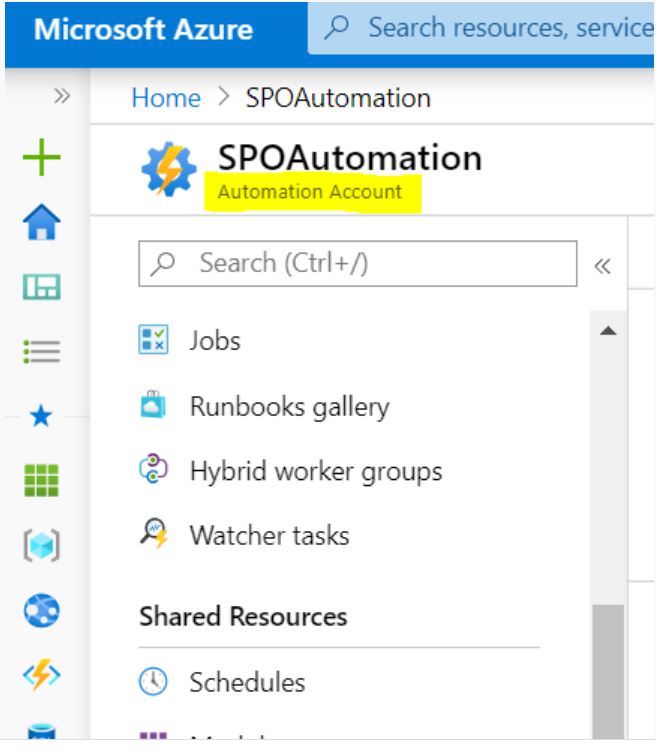 Microsoft Azure
Search resources, service
Home > SPOAutomation
SPOAutomation
Automation Account
Search (Ctrl+/)
Jobs
Runbooks gallery
Hybrid worker groups
Watcher tasks
Shared Resources
Schedules